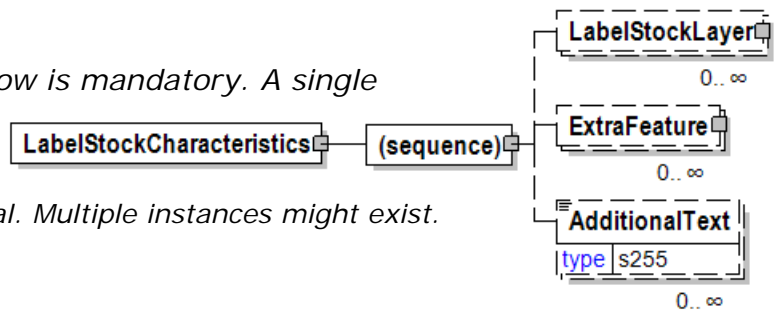 LabelStockLayer
0.. ∞
ow is mandatory. A single
LabelStockCharacteristics
(sequence)
ExtraFeature
0.. ∞
al. Multiple instances might exist.
AdditionalText
type s255
0.. ∞